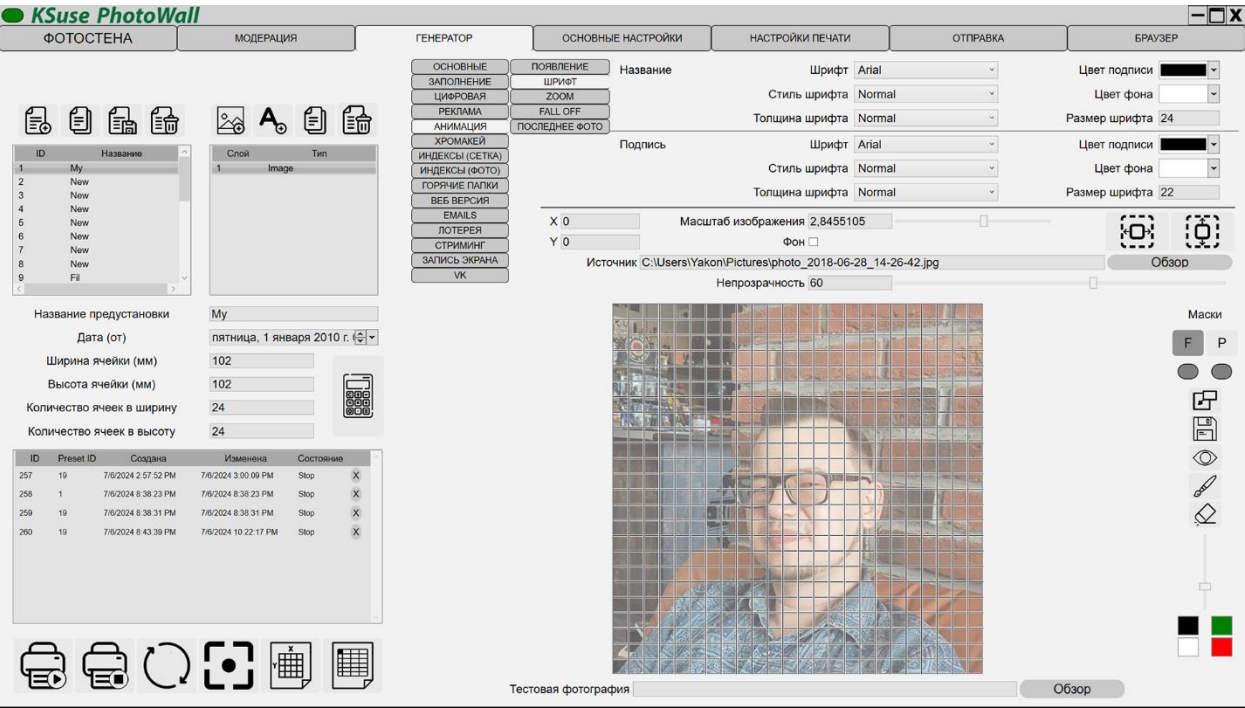 KSuse PhotoWall
ФОТОСТЕНА МОДЕРАЦИЯ ГЕНЕРАТОР ОСНОВНЫЕ НАСТРОЙКИ НАСТРОЙКИ ПЕЧАТИ ОТПРАВКА БРАУЗЕР
ID Название
1 My
2 New
3 New
4 New
5 New
6 New
7 New
8 New
9 Fil
Слой Тип
1 Image
Название предустановки My
Дата (от) пятница, 1 января 2010 г.
Ширина ячейки (мм) 102
Высота ячейки (мм) 102
Количество ячеек в ширину 24
Количество ячеек в высоту 24
ID Preset ID Создана Изменена Состояние
257 19 7/6/2024 2:57:52 PM 7/6/2024 3:00:09 PM Stop X
258 1 7/6/2024 8:38:23 PM 7/6/2024 8:38:23 PM Stop X
259 19 7/6/2024 8:38:31 PM 7/6/2024 8:38:31 PM Stop X
260 19 7/6/2024 8:43:39 PM 7/6/2024 10:22:17 PM Stop X
ОСНОВНЫЕ
ЗАПОЛНЕНИЕ
ЦИФРОВАЯ
РЕКЛАМА
АНИМАЦИЯ
ХРОМАКЕЙ
ИНДЕКСЫ (СЕТКА)
ИНДЕКСЫ (ФОТО)
ГОРЯЧИЕ ПАПКИ
ВЕБ ВЕРСИЯ
EMAILS
ЛОТЕРЕЯ
СТРИМИНГ
ЗАПИСЬ ЭКРАНА
VK
ПОЯВЛЕНИЕ
ШРИФТ
ZOOM
FALL OFF
ПОСЛЕДНЕЕ ФОТО
Название Шрифт Arial Цвет подписи
Стиль шрифта Normal Цвет фона
Толщина шрифта Normal Размер шрифта 24
Подпись Шрифт Arial Цвет подписи
Стиль шрифта Normal Цвет фона
Толщина шрифта Normal Размер шрифта 22
X 0 Масштаб изображения 2,8455105
Y 0 Фон
Источник C:\Users\Yakon\Pictures\photo_2018-06-28_14-26-42.jpg Обзор
Непрозрачность 60
Маски
F P
Тестовая фотография Обзор